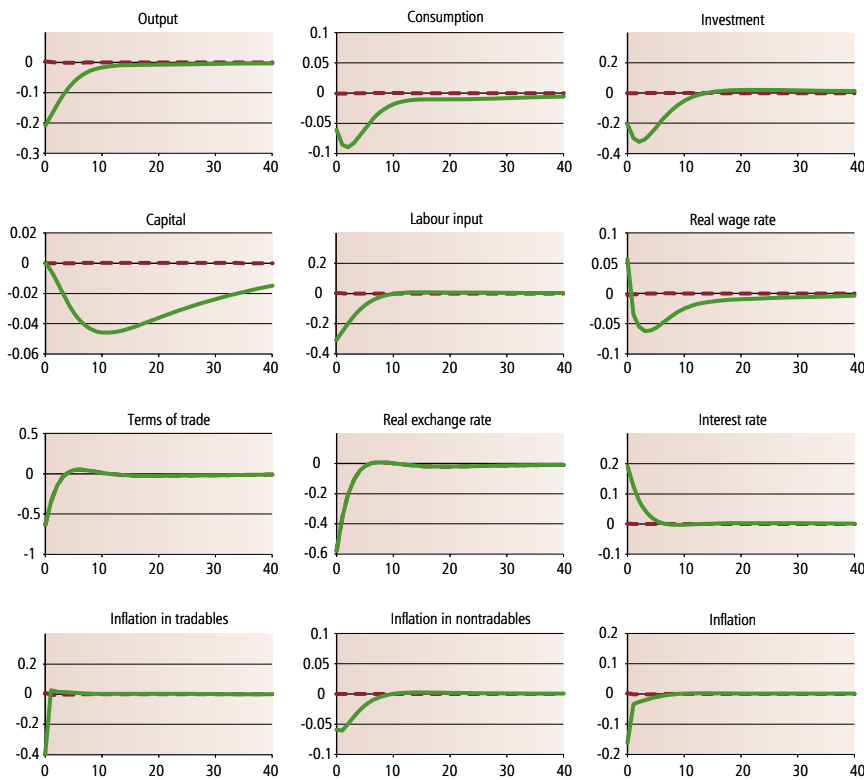 Output
0
-0.1
-0.2
-0.3
0 10 20 30 40
Consumption
0.1
0.05
0
-0.05
-0.1
0 10 20 30 40
Investment
0.2
0
-0.2
-0.4
0 10 20 30 40
Capital
0.02
0
-0.02
-0.04
-0.06
0 10 20 30 40
Labour input
0.2
0
-0.2
-0.4
0 10 20 30 40
Real wage rate
0.1
0.05
0
-0.05
-0.1
0 10 20 30 40
Terms of trade
0.5
0
-0.5
-1
0 10 20 30 40
Real exchange rate
0
-0.2
-0.4
-0.6
0 10 20 30 40
Interest rate
0.2
0.1
0
-0.1
0 10 20 30 40
Inflation in tradables
0.2
0
-0.2
-0.4
0 10 20 30 40
Inflation in nontradables
0.1
0.05
0
-0.05
-0.1
0 10 20 30 40
Inflation
0.2
0.1
0
-0.1
-0.2
0 10 20 30 40